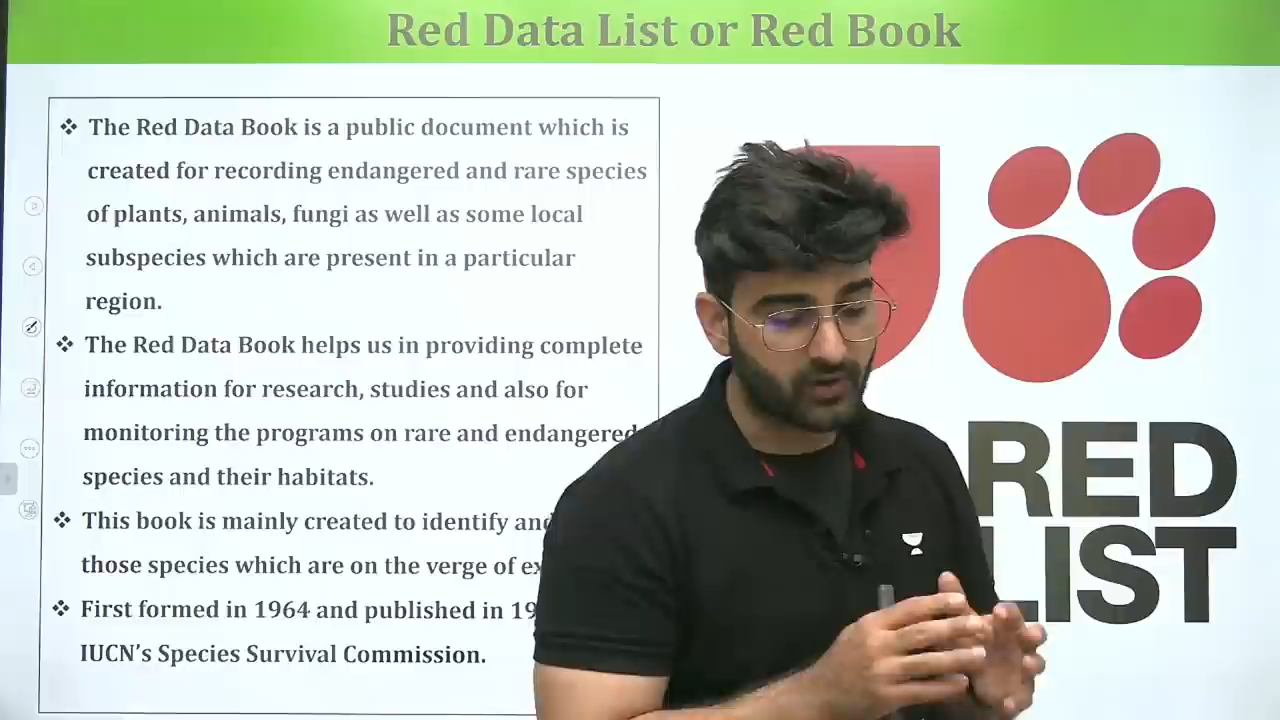 Red Data List or Red Book
❖ The Red Data Book is a public document which is
created for recording endangered and rare species
of plants, animals, fungi as well as some local
subspecies which are present in a particular
region.
❖ The Red Data Book helps us in providing complete
information for research, studies and also for
monitoring the programs on rare and endangered
species and their habitats.
❖ This book is mainly created to identify and
those species which are on the verge of
❖ First formed in 1964 and published in
IUCN's Species Survival Commission.
RED
LIST